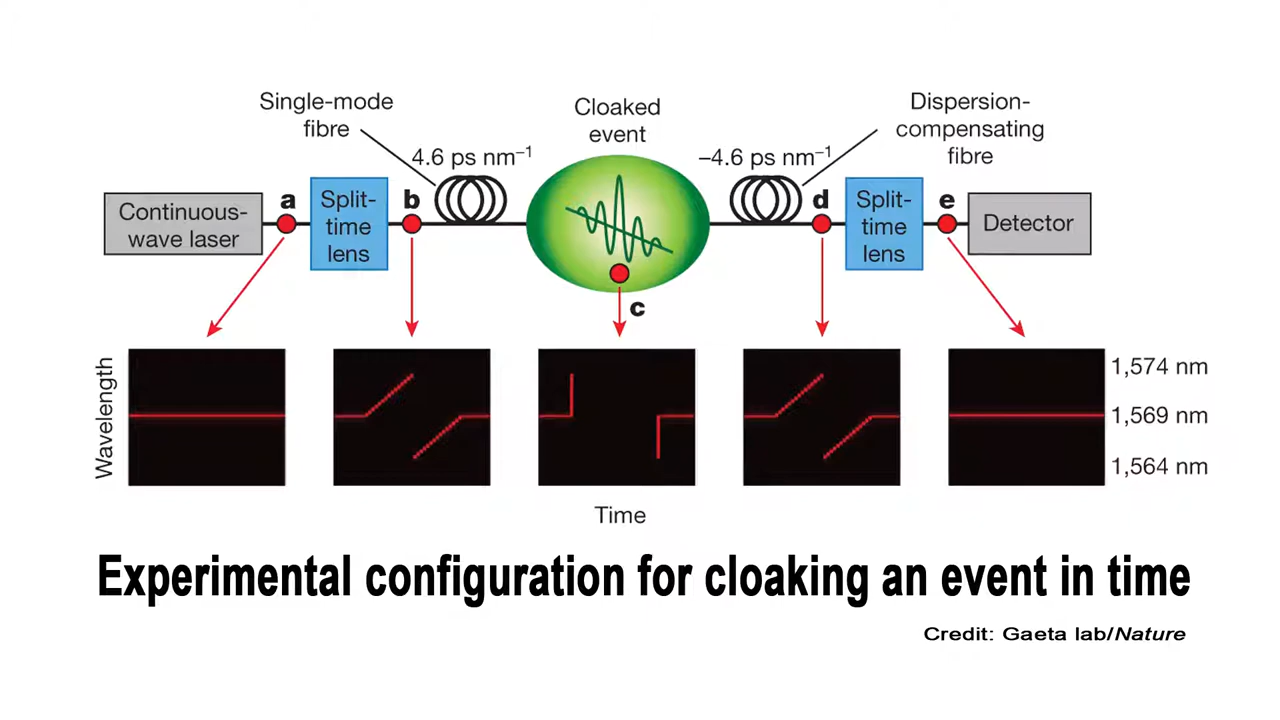 Single-mode
fibre
Cloaked
event
Dispersion-
compensating
fibre
4.6 ps nm⁻¹
–4.6 ps nm⁻¹
Continuous-
wave laser
a
Split-
time
lens
b
d
Split-
time
lens
e
Detector
c
Wavelength
1,574 nm
1,569 nm
1,564 nm
Time
Experimental configuration for cloaking an event in time
Credit: Gaeta lab/Nature